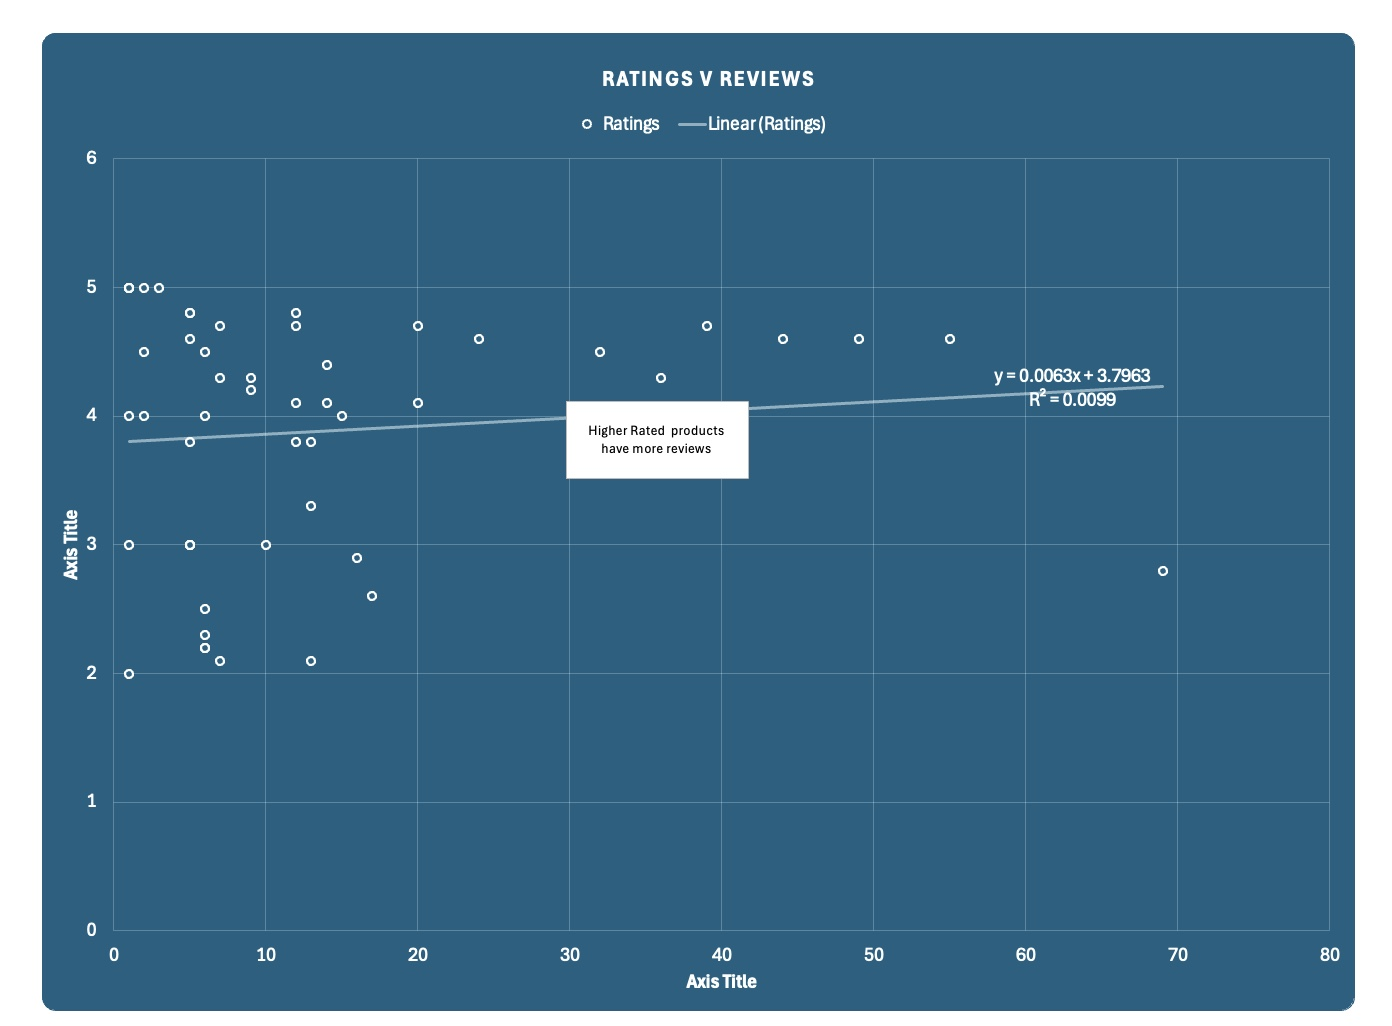 RATINGS V REVIEWS
Ratings Linear (Ratings)
6
5
4
3
2
1
0
y = 0.0063x + 3.7963
R² = 0.0099
Higher Rated products
have more reviews
Axis Title
0 10 20 30 40 50 60 70 80
Axis Title